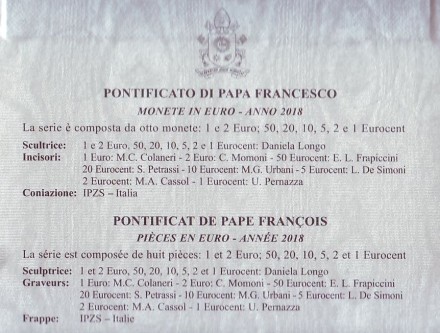 PONTIFICATO DI PAPA FRANCESCO
MONETE IN EURO - ANNO 2018
La serie è composta da otto monete: 1 e 2 Euro; 50, 20, 10, 5, 2 e 1 Eurocent
Scultrice: 1 e 2 Euro, 50, 20, 10, 5, 2 e 1 Eurocent: Daniela Longo
Incisori: 1 Euro: M.C. Colaneri - 2 Euro: C. Momoni - 50 Eurocent: E. L. Frapiccini
20 Eurocent: S. Petrassi - 10 Eurocent: M.G. Urbani - 5 Eurocent: L. De Simoni
2 Eurocent: M.A. Cassol - 1 Eurocent: U. Pernazza
Coniazione: IPZS – Italia
PONTIFICAT DE PAPE FRANÇOIS
PIÈCES EN EURO - ANNÉE 2018
La série est composée de huit pièces: 1 et 2 Euro; 50, 20, 10, 5, 2 et 1 Eurocent
Sculptrice: 1 et 2 Euro, 50, 20, 10, 5, 2 et 1 Eurocent: Daniela Longo
Graveurs: 1 Euro: M.C. Colaneri - 2 Euro: C. Momoni - 50 Eurocent: E. L. Frapiccini
20 Eurocent: S. Petrassi - 10 Eurocent: M.G. Urbani - 5 Eurocent: L. De Simoni
2 Eurocent: M.A. Cassol - 1 Eurocent: U. Pernazza
Frappe: IPZS – Italie